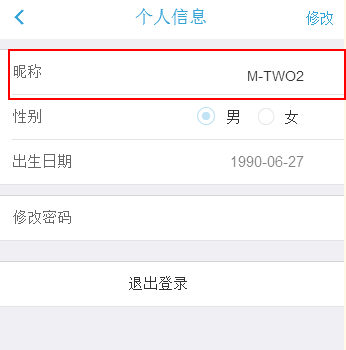 个人信息 修改
昵称 M-TWO2
性别 男 女
出生日期 1990-06-27
修改密码
退出登录